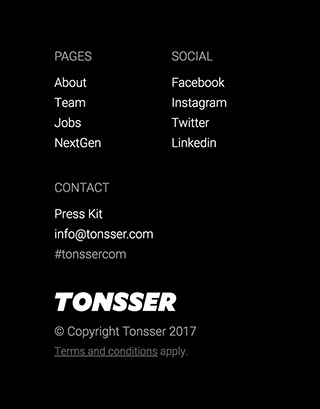 PAGES
About
Team
Jobs
NextGen
SOCIAL
Facebook
Instagram
Twitter
Linkedin
CONTACT
Press Kit
info@tonsser.com
#tonssercom
TONSSER
© Copyright Tonsser 2017
Terms and conditions apply.